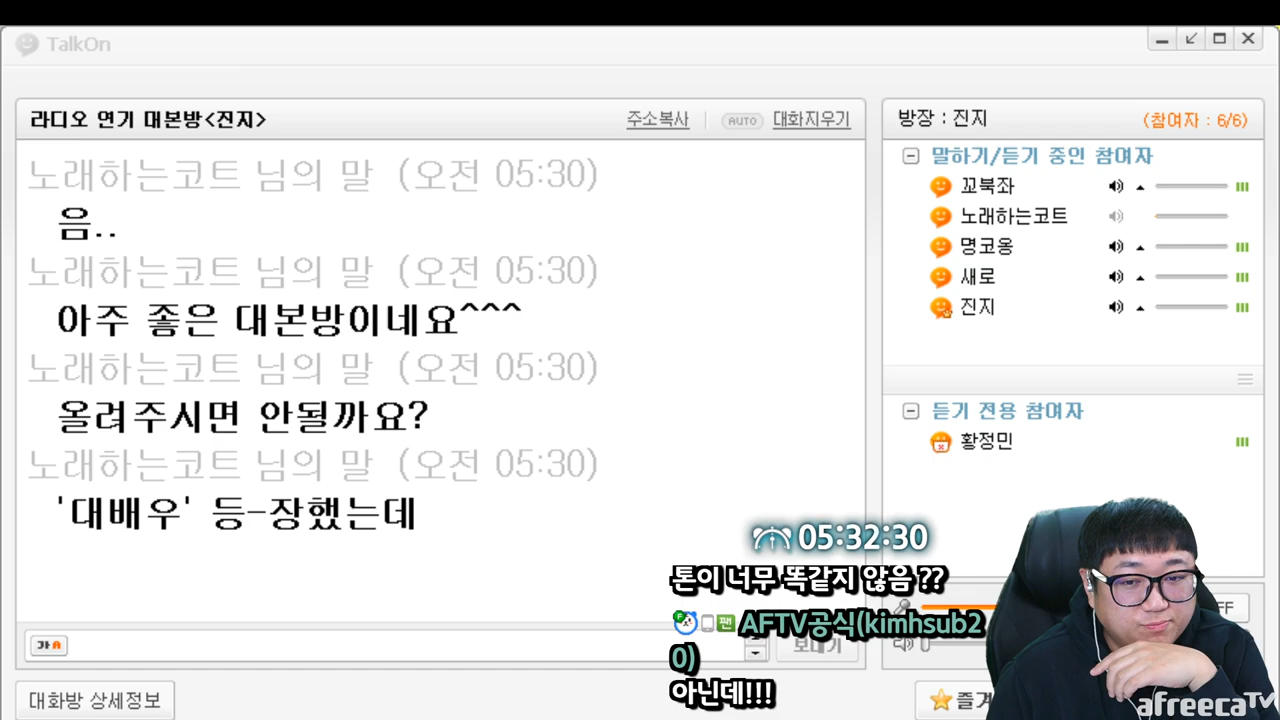 TalkOn
라디오 연기 대본방<진지>
주소복사
AUTO
대화지우기
노래하는코트 님의 말 (오전 05:30)
음..
노래하는코트 님의 말 (오전 05:30)
아주 좋은 대본방이네요^^^
노래하는코트 님의 말 (오전 05:30)
올려주시면 안될까요?
노래하는코트 님의 말 (오전 05:30)
'대배우' 등-장했는데
가
보내기
대화방 상세정보
방장 : 진지
(참여자 : 6/6)
말하기/듣기 중인 참여자
꼬북좌
노래하는코트
명코옹
새로
진지
듣기 전용 참여자
황정민
FF
즐겨
05:32:30
톤이 너무 똑같지 않음 ??
F
팬 AFTV공식(kimhsub2
0)
아닌데!!!
afreecaTV